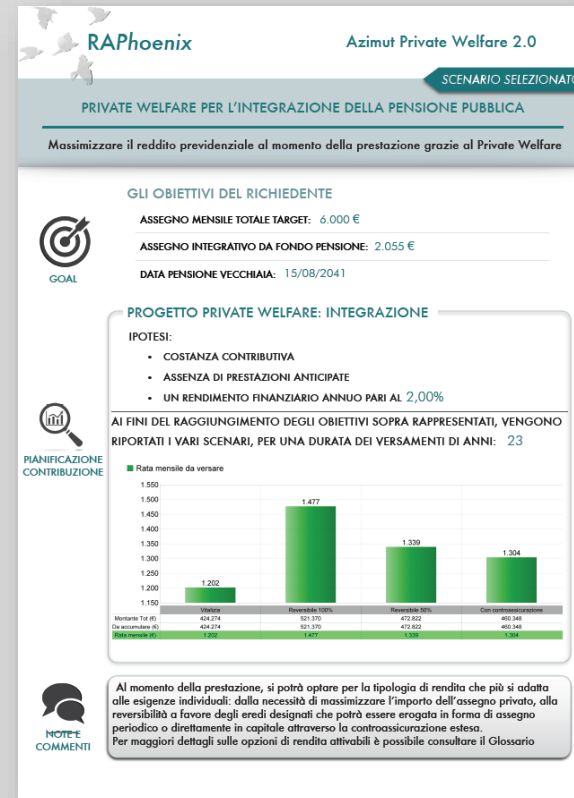 RAPhoenix
Azimut Private Welfare 2.0
SCENARIO SELEZIONATO
PRIVATE WELFARE PER L'INTEGRAZIONE DELLA PENSIONE PUBBLICA
Massimizzare il reddito previdenziale al momento della prestazione grazie al Private Welfare
GLI OBIETTIVI DEL RICHIEDENTE
ASSEGNO MENSILE TOTALE TARGET: 6.000 €
ASSEGNO INTEGRATIVO DA FONDO PENSIONE: 2.055 €
DATA PENSIONE VECCHIAIA: 15/08/2041
GOAL
PROGETTO PRIVATE WELFARE: INTEGRAZIONE
IPOTESI:
• COSTANZA CONTRIBUTIVA
• ASSENZA DI PRESTAZIONI ANTICIPATE
• UN RENDIMENTO FINANZIARIO ANNUO PARI AL 2,00%
AI FINI DEL RAGGIUNGIMENTO DEGLI OBIETTIVI SOPRA RAPPRESENTATI, VENGONO
RIPORTATI I VARI SCENARI, PER UNA DURATA DEI VERSAMENTI DI ANNI: 23
PIANIFICAZIONE
CONTRIBUZIONE
Rata mensile da versare
1.550
1.500
1.450
1.400
1.350
1.300
1.250
1.200
1.150
1.202
1.477
1.339
1.304
Vitalizia Reversibile 100% Reversibile 50% Con controassicurazione
Montante Tot (€) 424.274 521.370 472.822 460.348
Da accumulare (€) 424.274 521.370 472.822 460.348
Rata mensile (€) 1.202 1.477 1.339 1.304
NOTE E
COMMENTI
Al momento della prestazione, si potrà optare per la tipologia di rendita che più si adatta
alle esigenze individuali: dalla necessità di massimizzare l'importo dell'assegno privato, alla
reversibilità a favore degli eredi designati che potrà essere erogata in forma di assegno
periodico o direttamente in capitale attraverso la controassicurazione estesa.
Per maggiori dettagli sulle opzioni di rendita attivabili è possibile consultare il Glossario